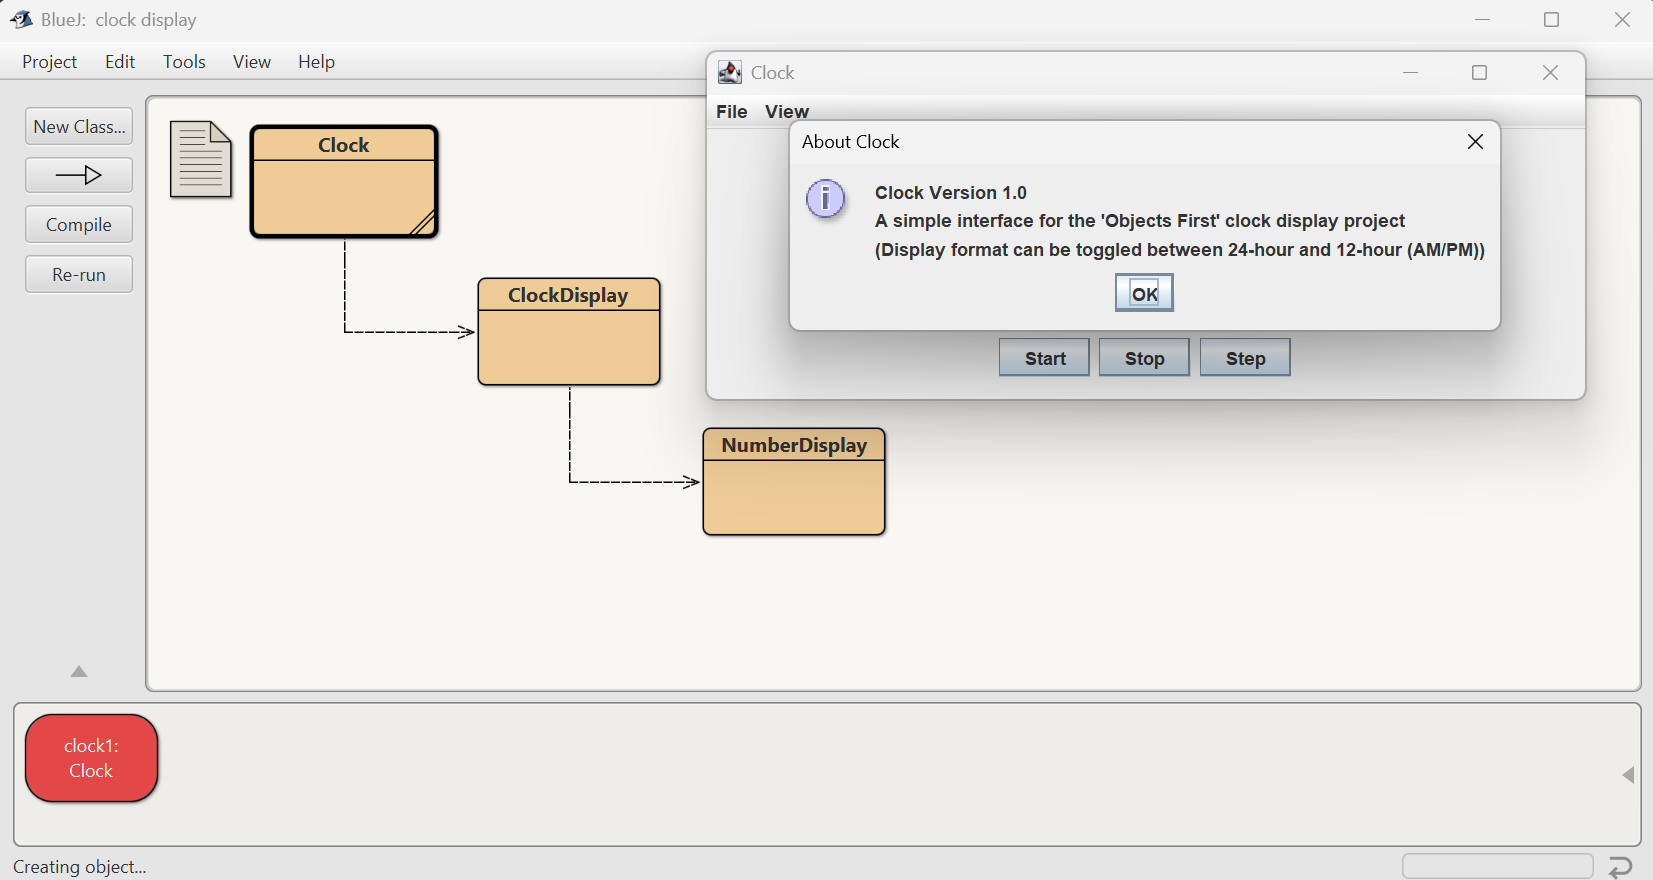 BlueJ: clock display
Project Edit Tools View Help
New Class...
Compile
Re-run
Clock
ClockDisplay
NumberDisplay
Clock
File View
About Clock
Clock Version 1.0
A simple interface for the 'Objects First' clock display project
(Display format can be toggled between 24-hour and 12-hour (AM/PM))
OK
Start Stop Step
clock1:
Clock
Creating object...